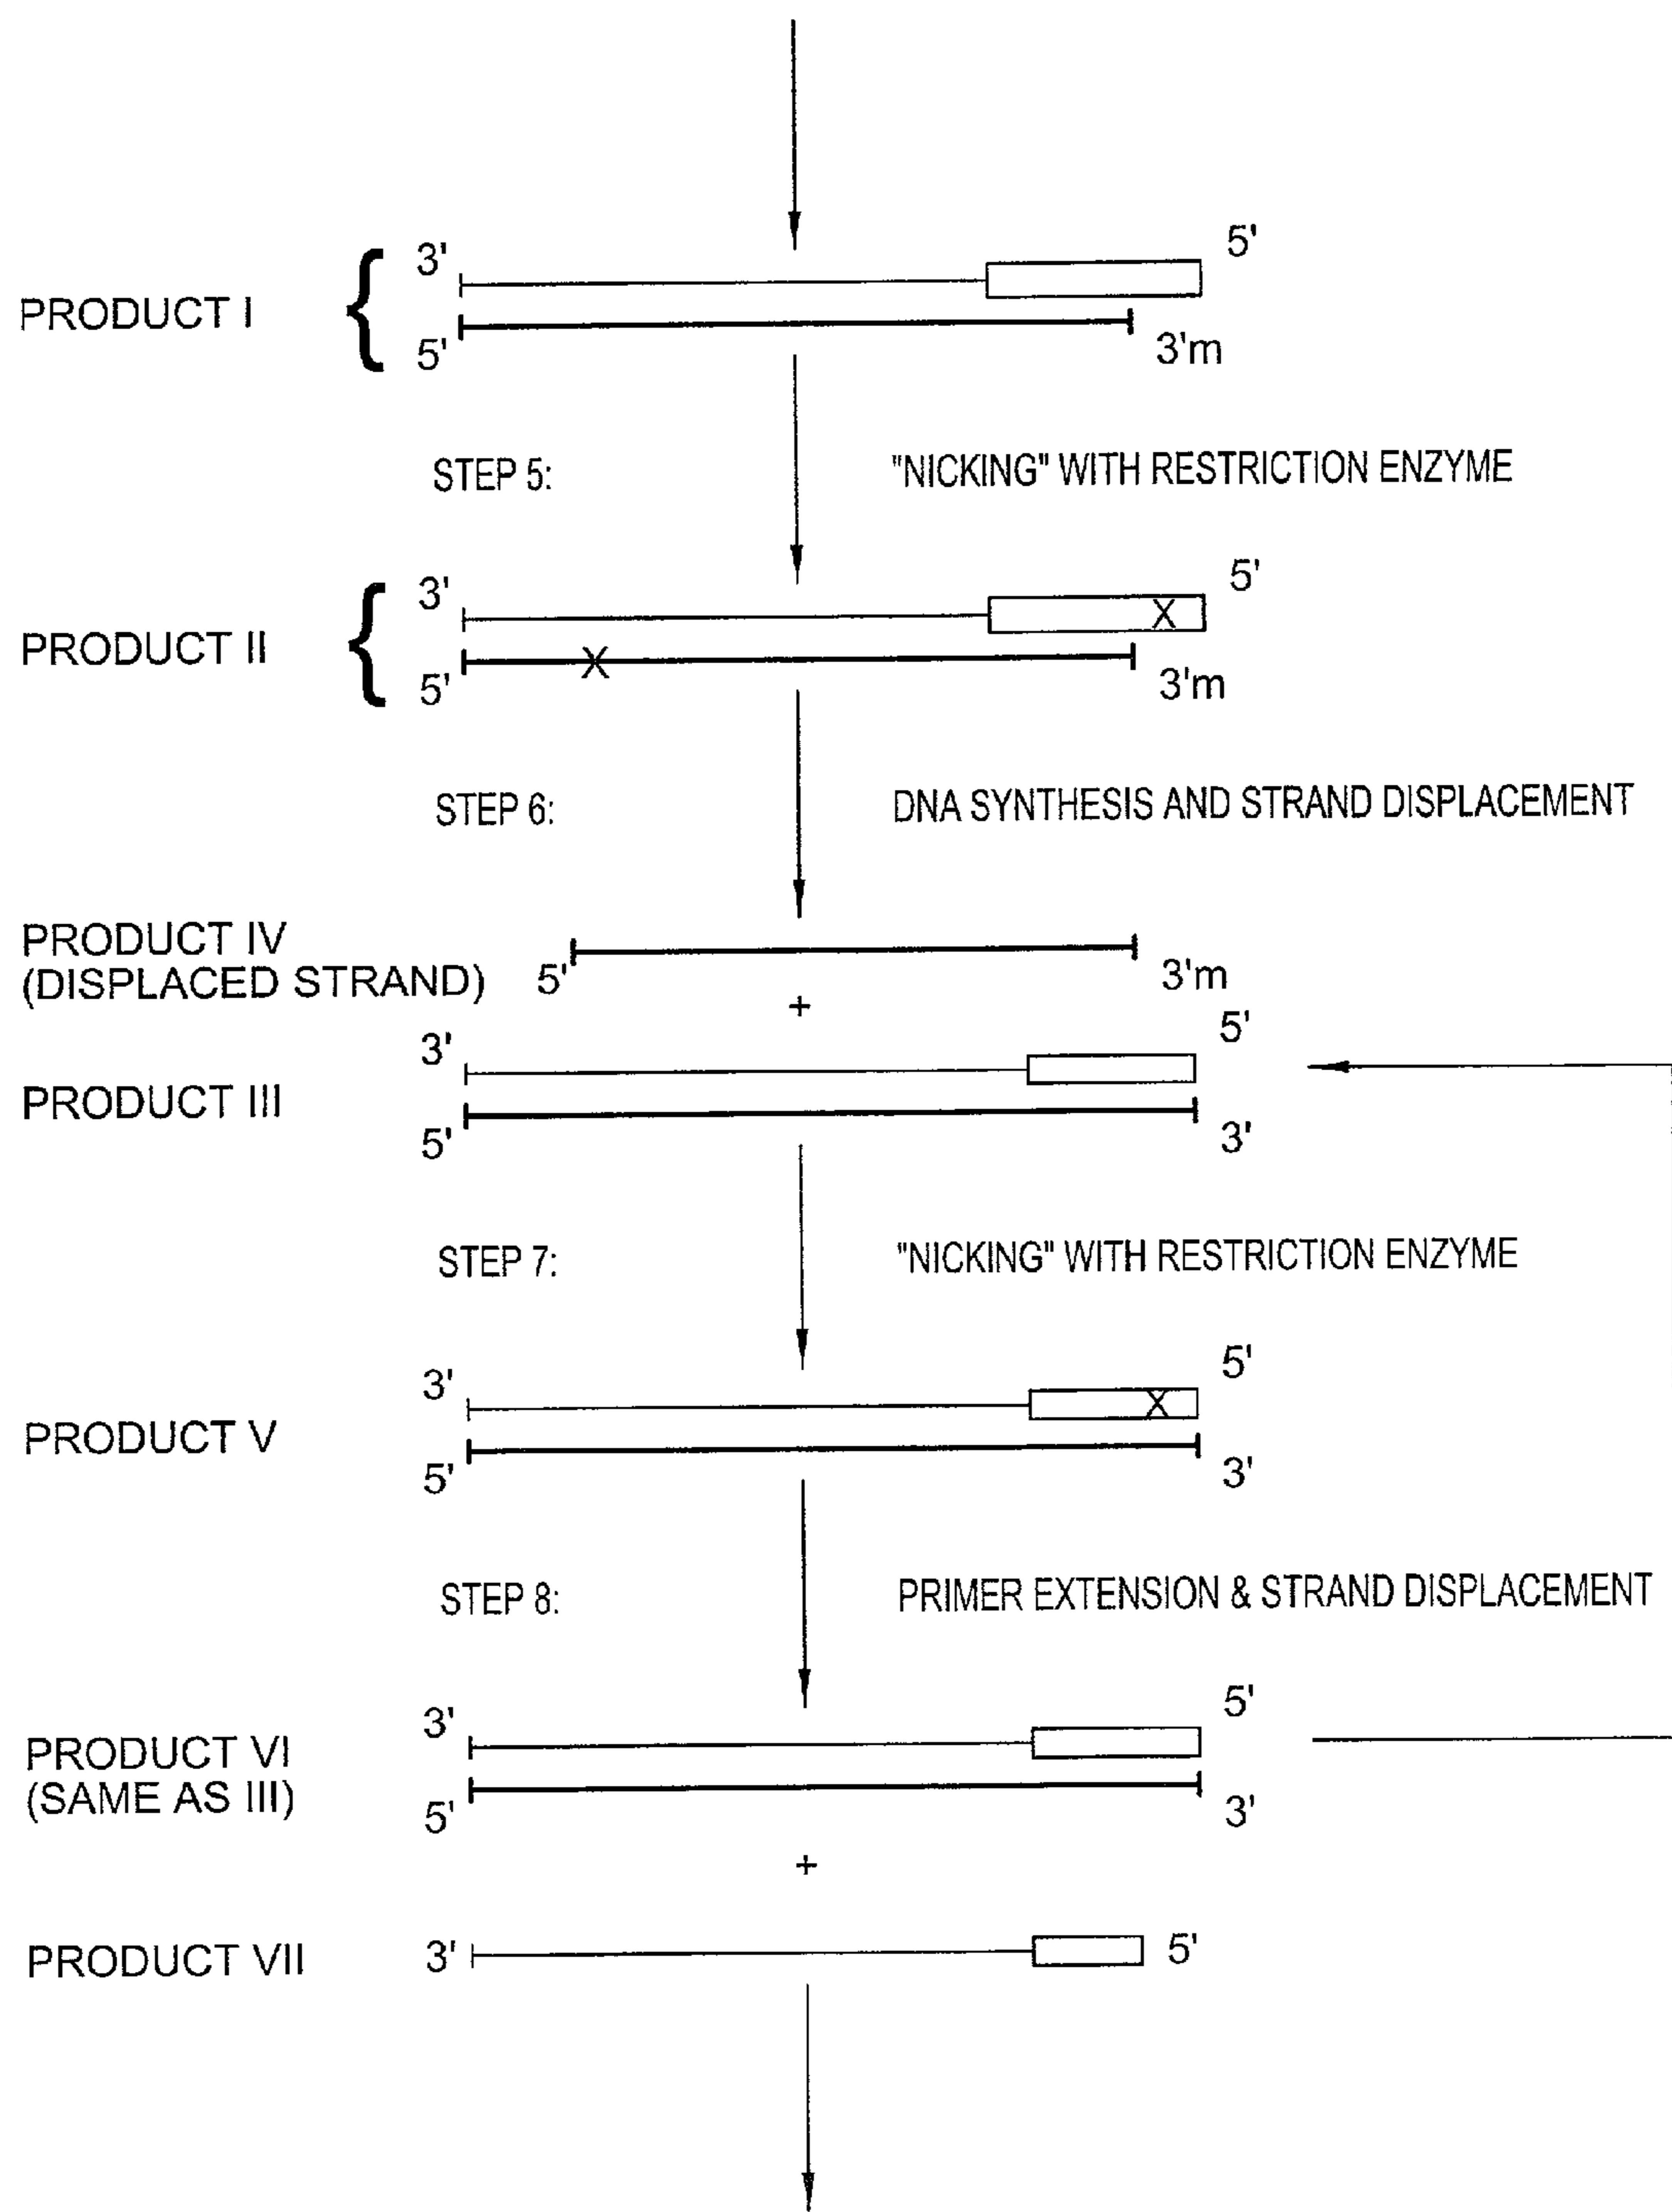 3' 5'
PRODUCT I {
5' 3'm
STEP 5: "NICKING" WITH RESTRICTION ENZYME
3' X 5'
PRODUCT II {
5' X 3'm
STEP 6: DNA SYNTHESIS AND STRAND DISPLACEMENT
PRODUCT IV
(DISPLACED STRAND) 5' 3'm
+
3' 5'
PRODUCT III
5' 3'
STEP 7: "NICKING" WITH RESTRICTION ENZYME
3' X 5'
PRODUCT V
5' 3'
STEP 8: PRIMER EXTENSION & STRAND DISPLACEMENT
3' 5'
PRODUCT VI
(SAME AS III)
5' 3'
+
PRODUCT VII 3' 5'